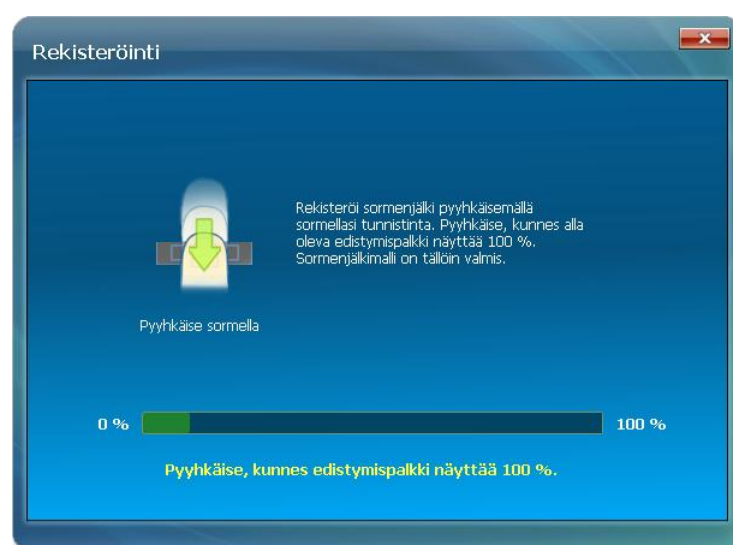 Rekisteröinti
Rekisteröi sormenjälki pyyhkäisemällä
sormellasi tunnistinta. Pyyhkäise, kunnes alla
oleva edistymispalkki näyttää 100 %.
Sormenjälkimalli on tällöin valmis.
Pyyhkäise sormella
0 % 100 %
Pyyhkäise, kunnes edistymispalkki näyttää 100 %.